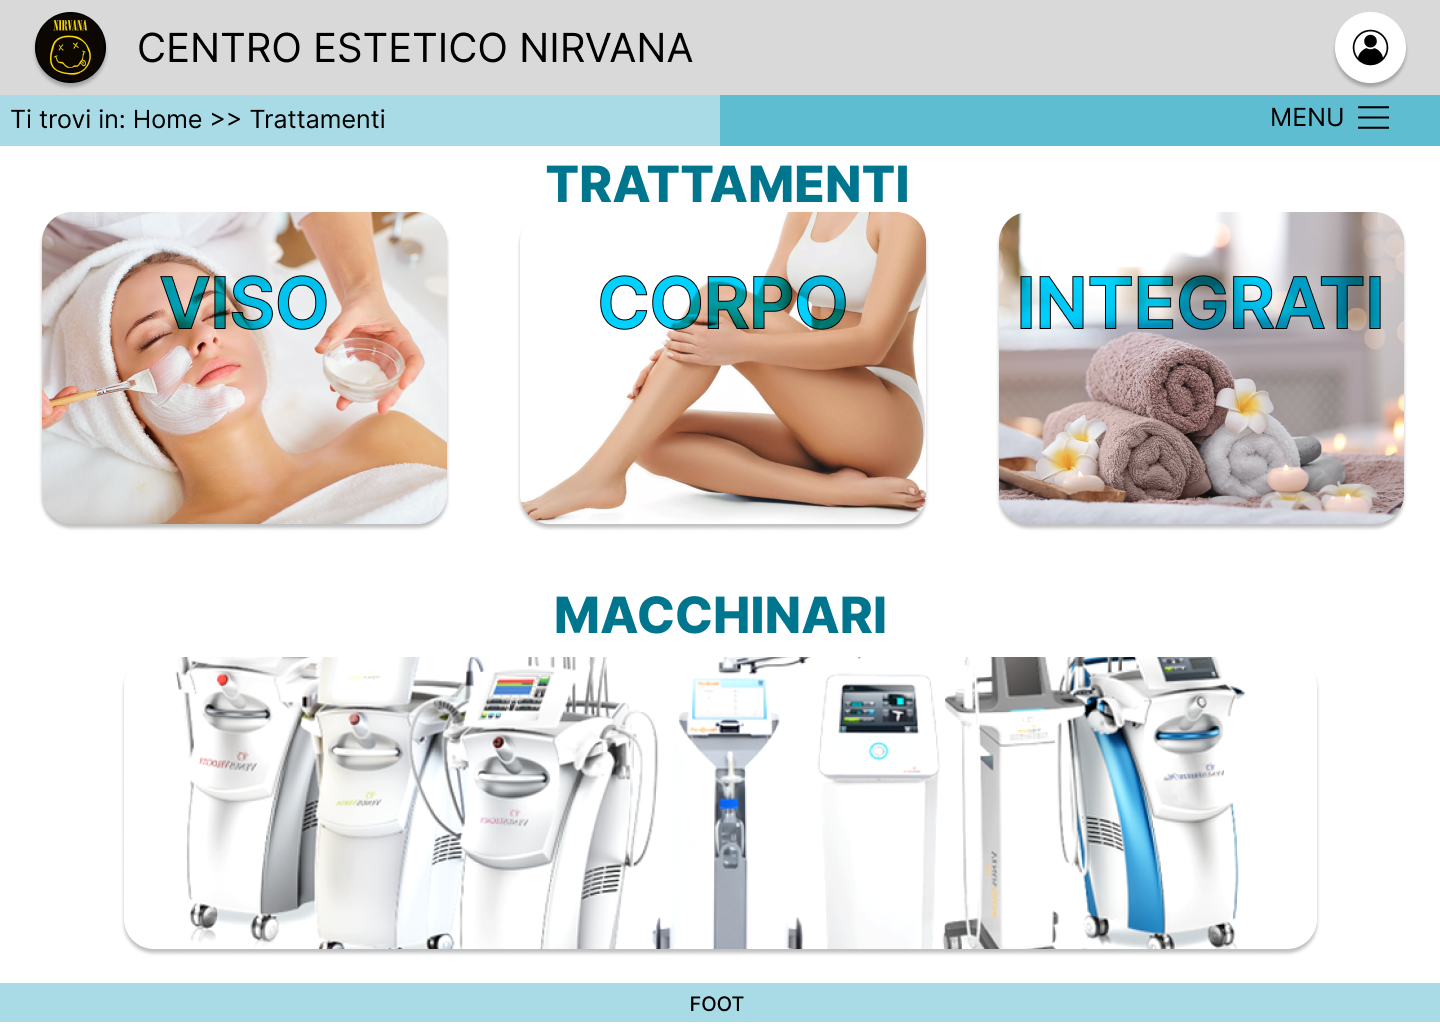 NIRVANA
CENTRO ESTETICO NIRVANA
Ti trovi in: Home >> Trattamenti
MENU
TRATTAMENTI
VISO
CORPO
INTEGRATI
MACCHINARI
FOOT